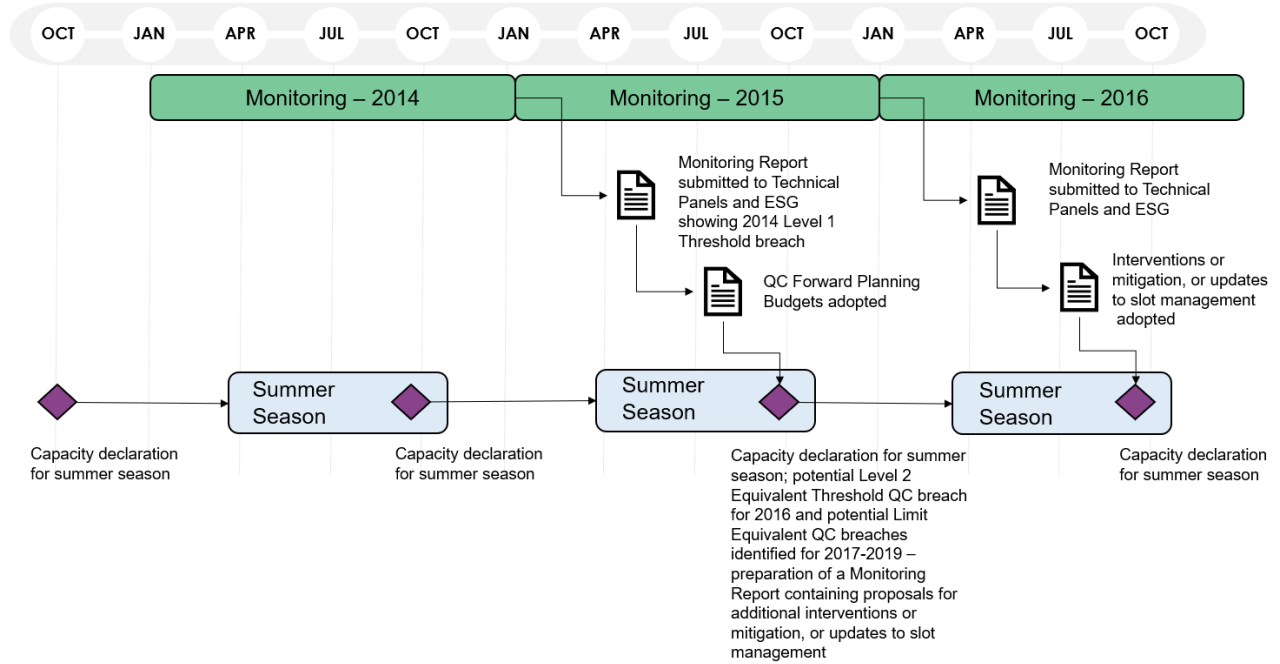 OCT JAN APR JUL OCT JAN APR JUL OCT JAN APR JUL OCT
Monitoring – 2014
Monitoring – 2015
Monitoring – 2016
Monitoring Report
submitted to Technical
Panels and ESG
showing 2014 Level 1
Threshold breach
Monitoring Report
submitted to Technical
Panels and ESG
QC Forward Planning
Budgets adopted
Interventions or
mitigation, or updates
to slot management
adopted
Summer
Season
Summer
Season
Summer
Season
Capacity declaration
for summer season
Capacity declaration
for summer season
Capacity declaration for summer
season; potential Level 2
Equivalent Threshold QC breach
for 2016 and potential Limit
Equivalent QC breaches
identified for 2017-2019 –
preparation of a Monitoring
Report containing proposals for
additional interventions or
mitigation, or updates to slot
management
Capacity declaration
for summer season